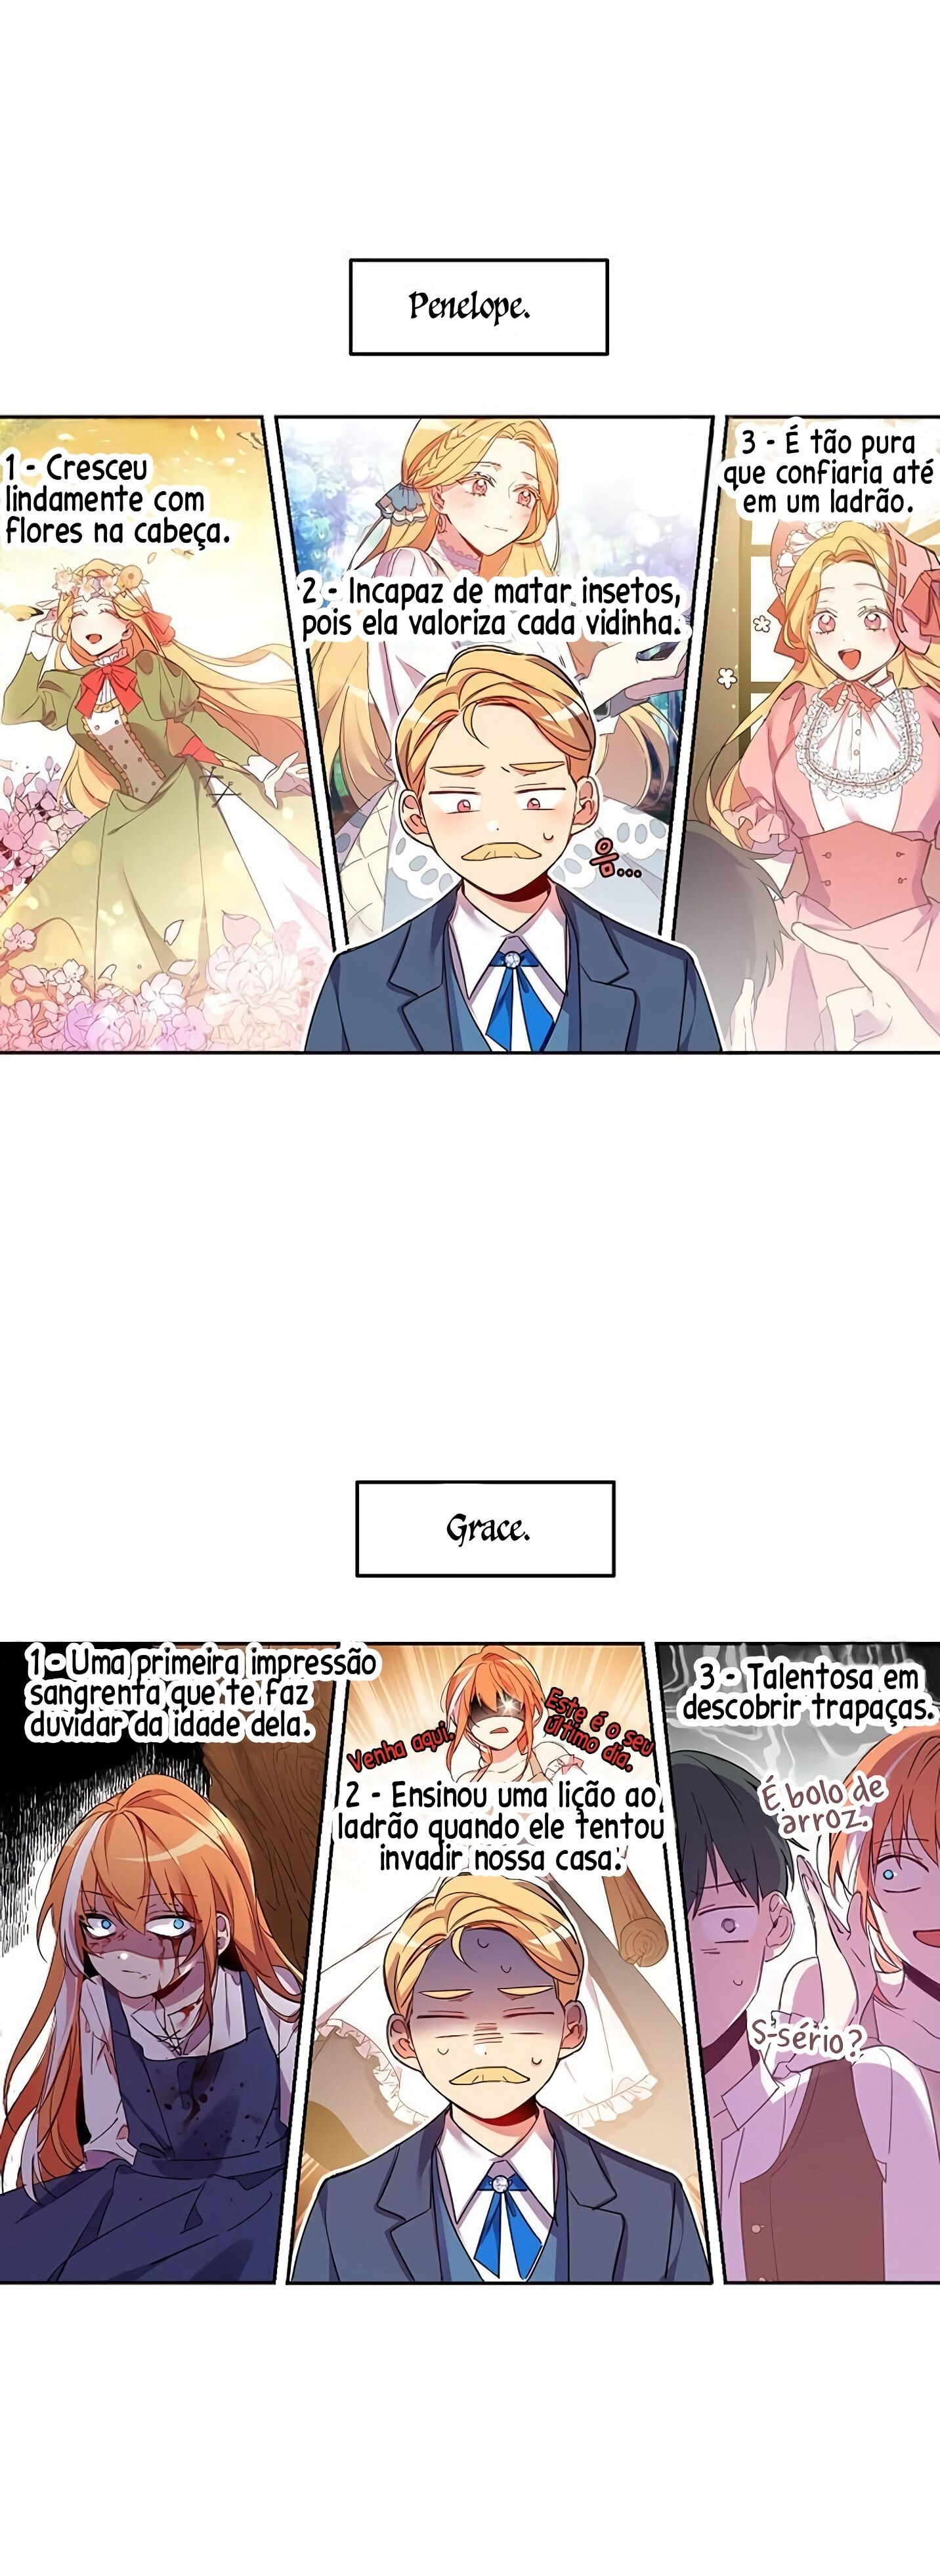 Penelope.
1 - Cresceu
lindamente com
flores na cabeça.
2 - Incapaz de matar insetos,
pois ela valoriza cada vidinha.
3 - É tão pura
que confiaria até
em um ladrão.
음...
Grace.
1 - Uma primeira impressão
sangrenta que te faz
duvidar da idade dela.
Venha aqui.
Este é o seu
último dia.
2 - Ensinou uma lição ao
ladrão quando ele tentou
invadir nossa casa.
3 - Talentosa em
descobrir trapaças.
É bolo de
arroz.
S-sério?